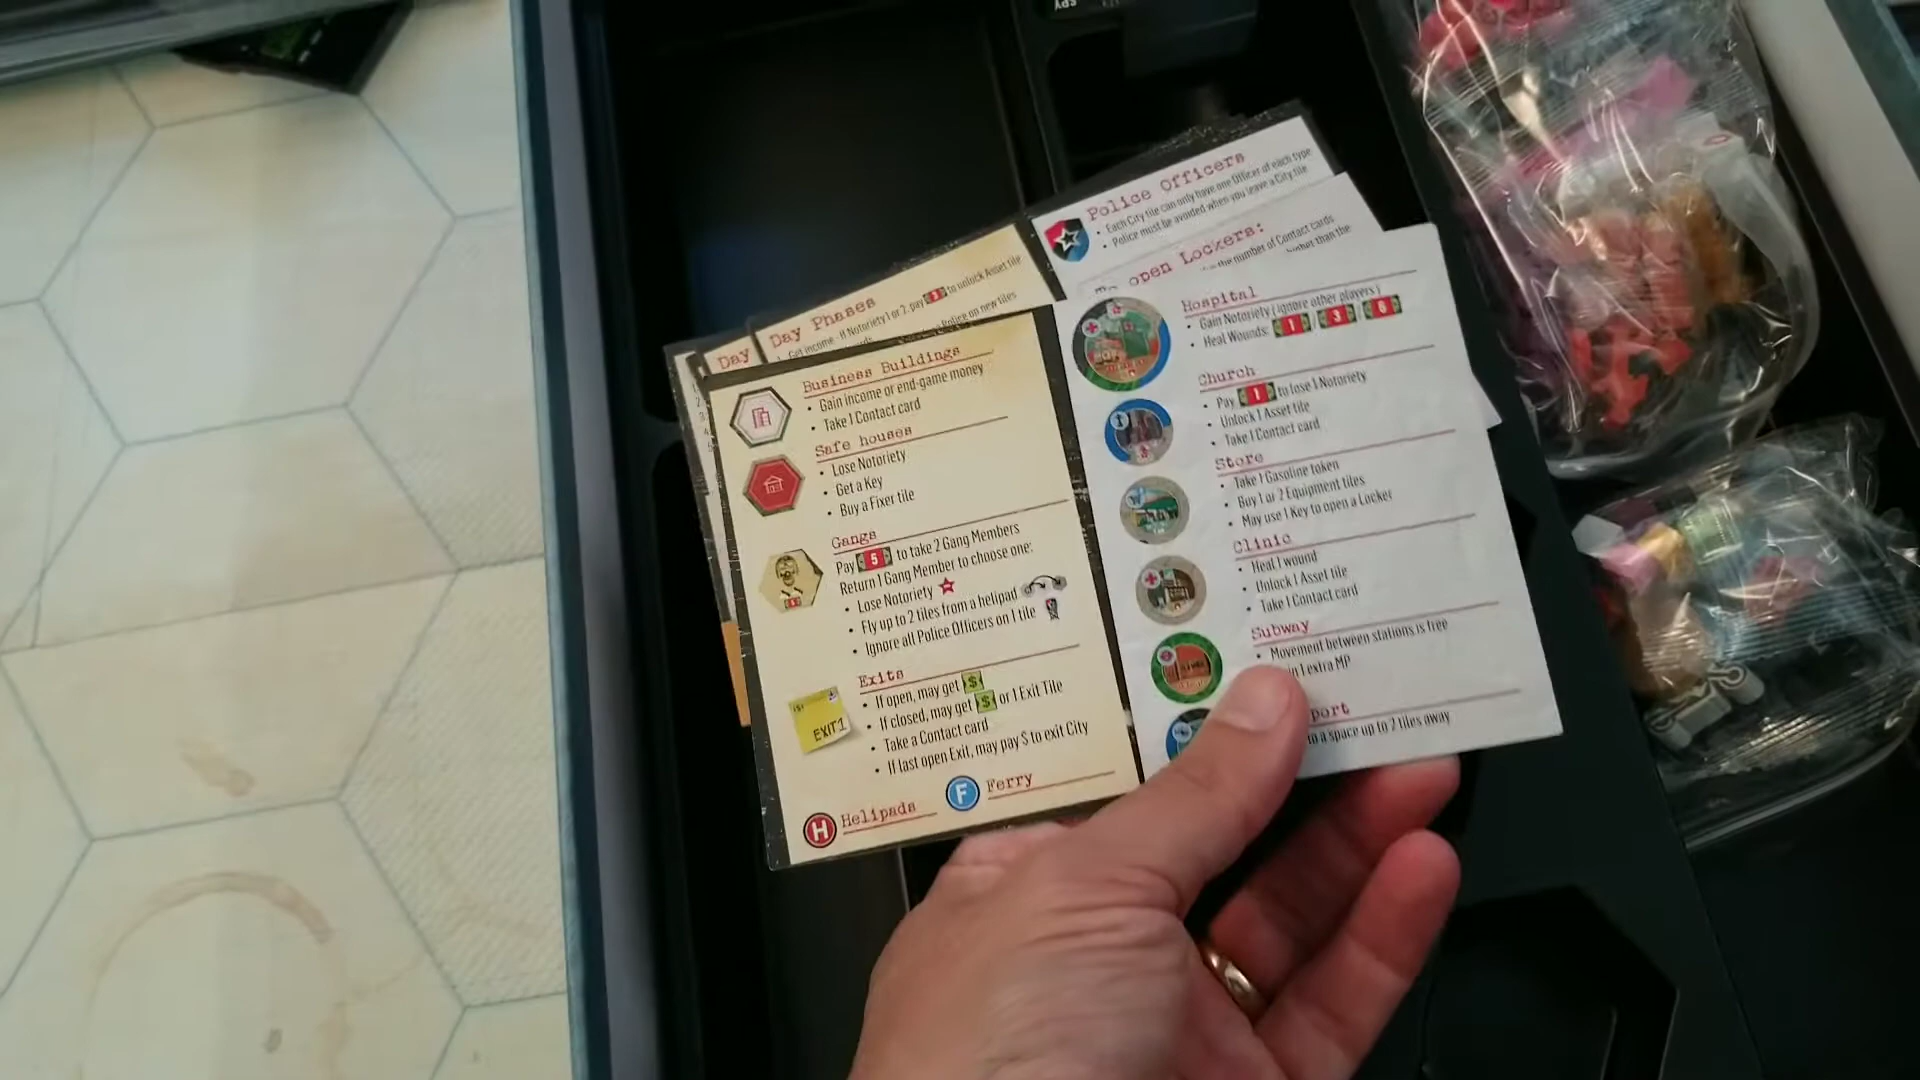 SPY
Police Officers
• Each City tile can only have one Officer of each type
• Police must be avoided when you leave a City tile
open Lockers:
the number of Contact cards
higher than the
Day
Day Phases
Get income - If Notoriety 1 or 2, pay 3 to unlock Asset tile
Police on new tiles
Business Buildings
• Gain income or end-game money
• Take 1 Contact card
Safe houses
• Lose Notoriety
• Get a Key
• Buy a Fixer tile
Gangs
Pay 5 to take 2 Gang Members
Return 1 Gang Member to choose one:
• Lose Notoriety
• Fly up to 2 tiles from a helipad
• Ignore all Police Officers on 1 tile
Exits
EXIT1
• If open, may get $
• If closed, may get $ or 1 Exit Tile
• Take a Contact card
• If last open Exit, may pay $ to exit City
H Helipads
F Ferry
Hospital
• Gain Notoriety (ignore other players)
• Heal Wounds: 1 / 3 / 6
Church
• Pay 1 to lose 1 Notoriety
• Unlock 1 Asset tile
• Take 1 Contact card
Store
• Take 1 Gasoline token
• Buy 1 or 2 Equipment tiles
• May use 1 Key to open a Locker
Clinic
• Heal 1 wound
• Unlock 1 Asset tile
• Take 1 Contact card
Subway
• Movement between stations is free
1 extra MP
port
to a space up to 2 tiles away